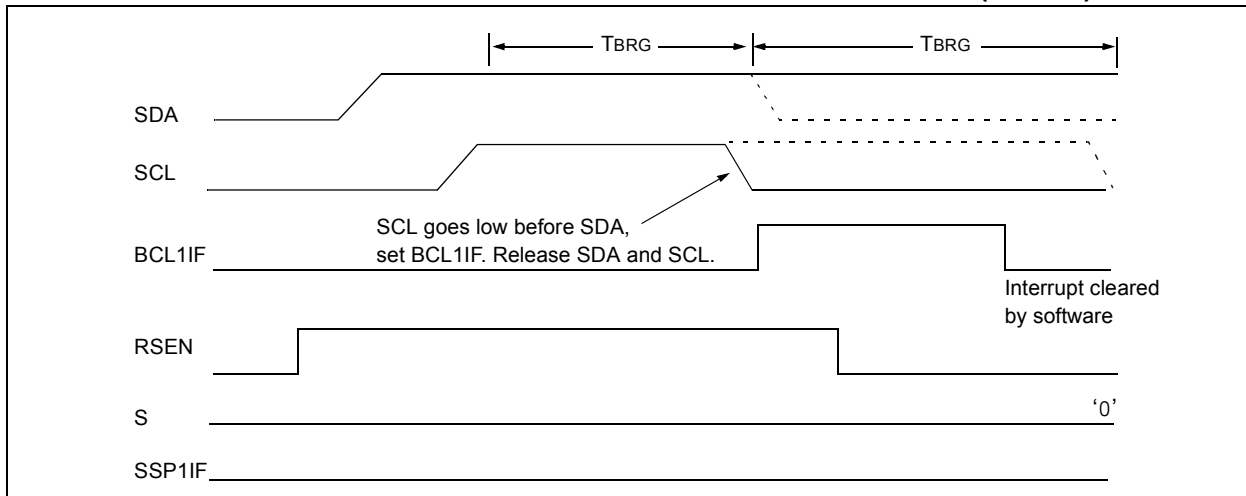 TBRG TBRG
SDA
SCL
SCL goes low before SDA,
set BCL1IF. Release SDA and SCL.
BCL1IF
Interrupt cleared
by software
RSEN
S
‘0’
SSP1IF